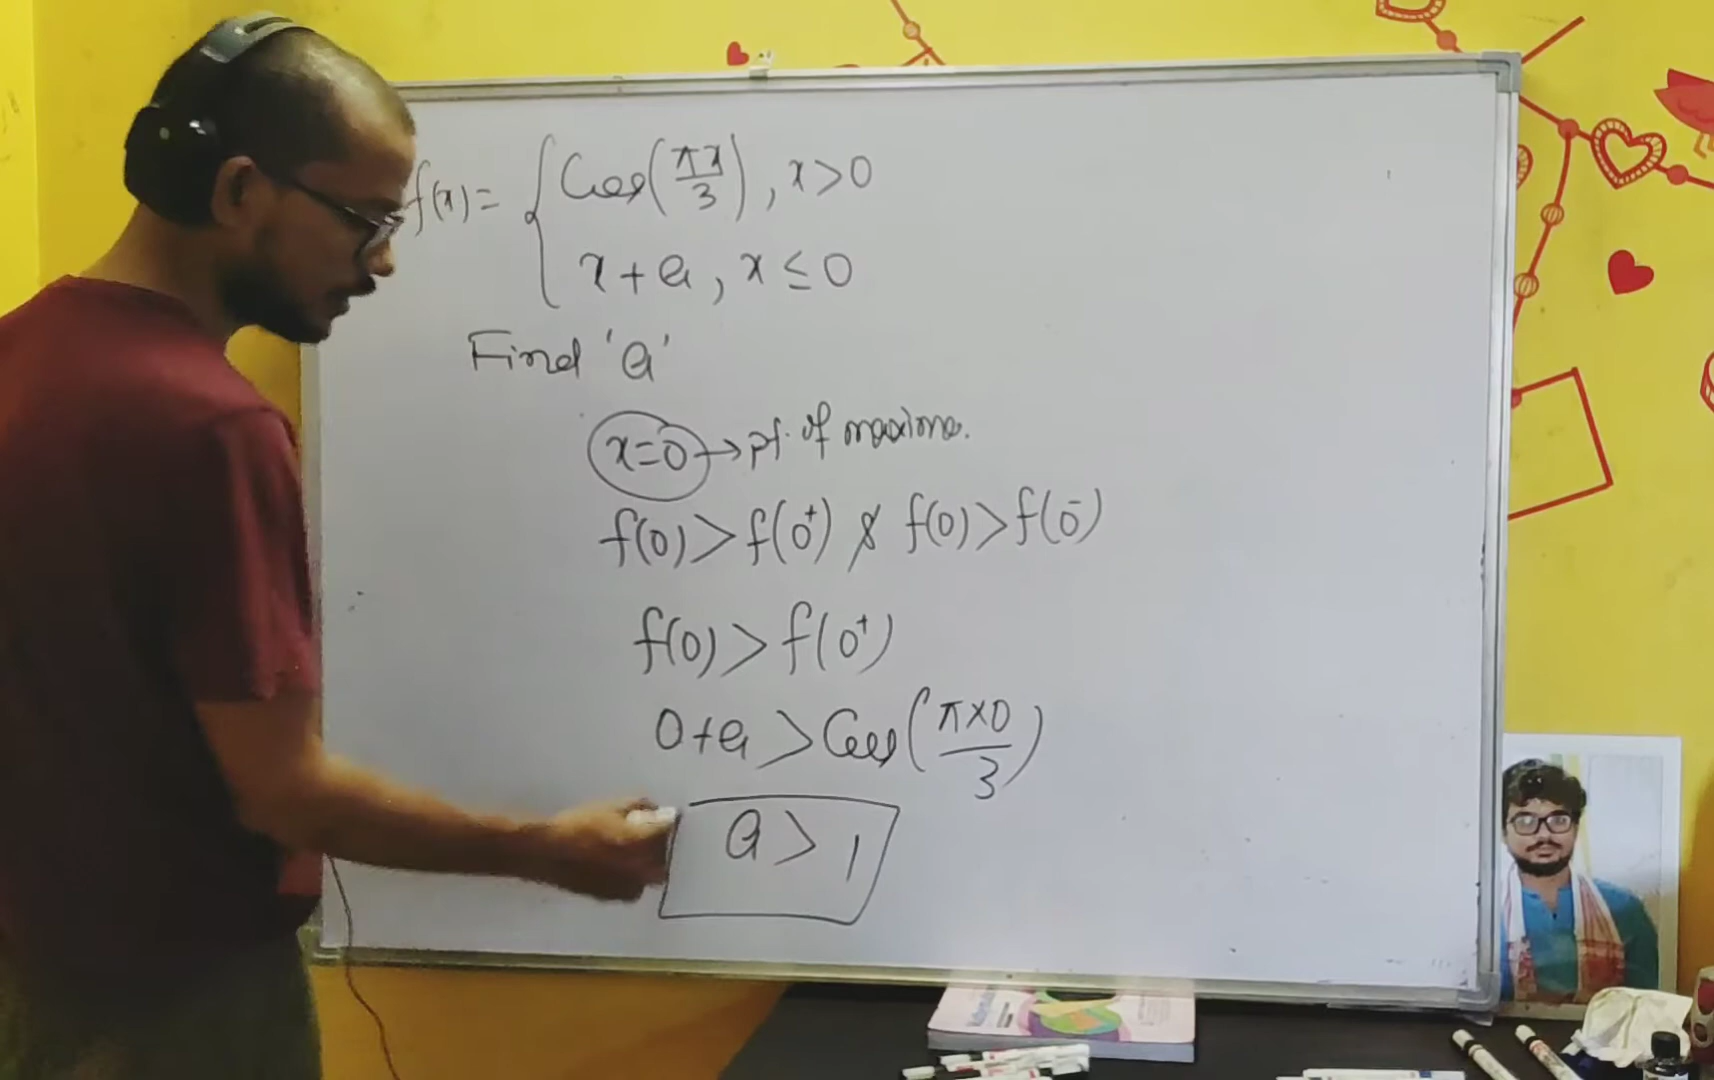 f(x) = { Cos(πx/3), x>0
x+a, x≤0
Find 'a'
x=0 → pt. of maxima.
f(0)>f(0⁺) & f(0)>f(0⁻)
f(0)>f(0⁺)
0+a > Cos(π×0/3)
a > 1